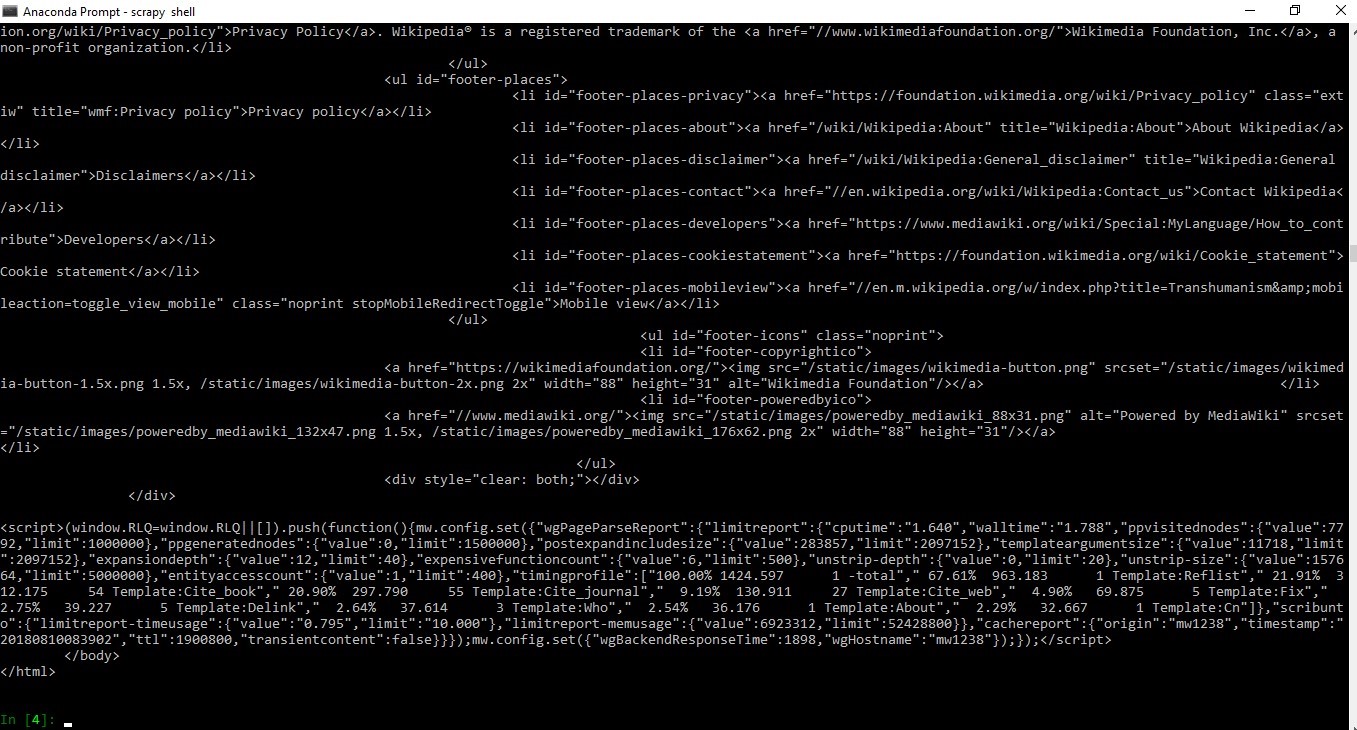 Anaconda Prompt - scrapy  shell
ion.org/wiki/Privacy_policy">Privacy Policy</a>. Wikipedia® is a registered trademark of the <a href="//www.wikimediafoundation.org/">Wikimedia Foundation, Inc.</a>, a
non-profit organization.</li>
</ul>
<ul id="footer-places">
<li id="footer-places-privacy"><a href="https://foundation.wikimedia.org/wiki/Privacy_policy" class="ext
iw" title="wmf:Privacy policy">Privacy policy</a></li>
<li id="footer-places-about"><a href="/wiki/Wikipedia:About" title="Wikipedia:About">About Wikipedia</a>
</li>
<li id="footer-places-disclaimer"><a href="/wiki/Wikipedia:General_disclaimer" title="Wikipedia:General
disclaimer">Disclaimers</a></li>
<li id="footer-places-contact"><a href="//en.wikipedia.org/wiki/Wikipedia:Contact_us">Contact Wikipedia<
/a></li>
<li id="footer-places-developers"><a href="https://www.mediawiki.org/wiki/Special:MyLanguage/How_to_cont
ribute">Developers</a></li>
<li id="footer-places-cookiestatement"><a href="https://foundation.wikimedia.org/wiki/Cookie_statement">
Cookie statement</a></li>
<li id="footer-places-mobileview"><a href="//en.m.wikipedia.org/w/index.php?title=Transhumanism&amp;mobi
leaction=toggle_view_mobile" class="noprint stopMobileRedirectToggle">Mobile view</a></li>
</ul>
<ul id="footer-icons" class="noprint">
<li id="footer-copyrightico">
<a href="https://wikimediafoundation.org/"><img src="/static/images/wikimedia-button.png" srcset="/static/images/wikimed
ia-button-1.5x.png 1.5x, /static/images/wikimedia-button-2x.png 2x" width="88" height="31" alt="Wikimedia Foundation"/></a> </li>
<li id="footer-poweredbyico">
<a href="//www.mediawiki.org/"><img src="/static/images/poweredby_mediawiki_88x31.png" alt="Powered by MediaWiki" srcset
="/static/images/poweredby_mediawiki_132x47.png 1.5x, /static/images/poweredby_mediawiki_176x62.png 2x" width="88" height="31"/></a>
</li>
</ul>
<div style="clear: both;"></div>
</div>
<script>(window.RLQ=window.RLQ||[]).push(function(){mw.config.set({"wgPageParseReport":{"limitreport":{"cputime":"1.640","walltime":"1.788","ppvisitednodes":{"value":77
92,"limit":1000000},"ppgeneratednodes":{"value":0,"limit":1500000},"postexpandincludesize":{"value":283857,"limit":2097152},"templateargumentsize":{"value":11718,"limit
":2097152},"expansiondepth":{"value":12,"limit":40},"expensivefunctioncount":{"value":6,"limit":500},"unstrip-depth":{"value":0,"limit":20},"unstrip-size":{"value":1576
64,"limit":5000000},"entityaccesscount":{"value":1,"limit":400},"timingprofile":["100.00% 1424.597      1 -total"," 67.61%  963.183      1 Template:Reflist"," 21.91%  3
12.175     54 Template:Cite_book"," 20.90%  297.790     55 Template:Cite_journal","  9.19%  130.911     27 Template:Cite_web","  4.90%   69.875      5 Template:Fix","
2.75%   39.227      5 Template:Delink","  2.64%   37.614      3 Template:Who","  2.54%   36.176      1 Template:About","  2.29%   32.667      1 Template:Cn"]},"scribunt
o":{"limitreport-timeusage":{"value":"0.795","limit":"10.000"},"limitreport-memusage":{"value":6923312,"limit":52428800}},"cachereport":{"origin":"mw1238","timestamp":"
20180810083902","ttl":1900800,"transientcontent":false}}});mw.config.set({"wgBackendResponseTime":1898,"wgHostname":"mw1238"});});</script>
</body>
</html>
In [4]: